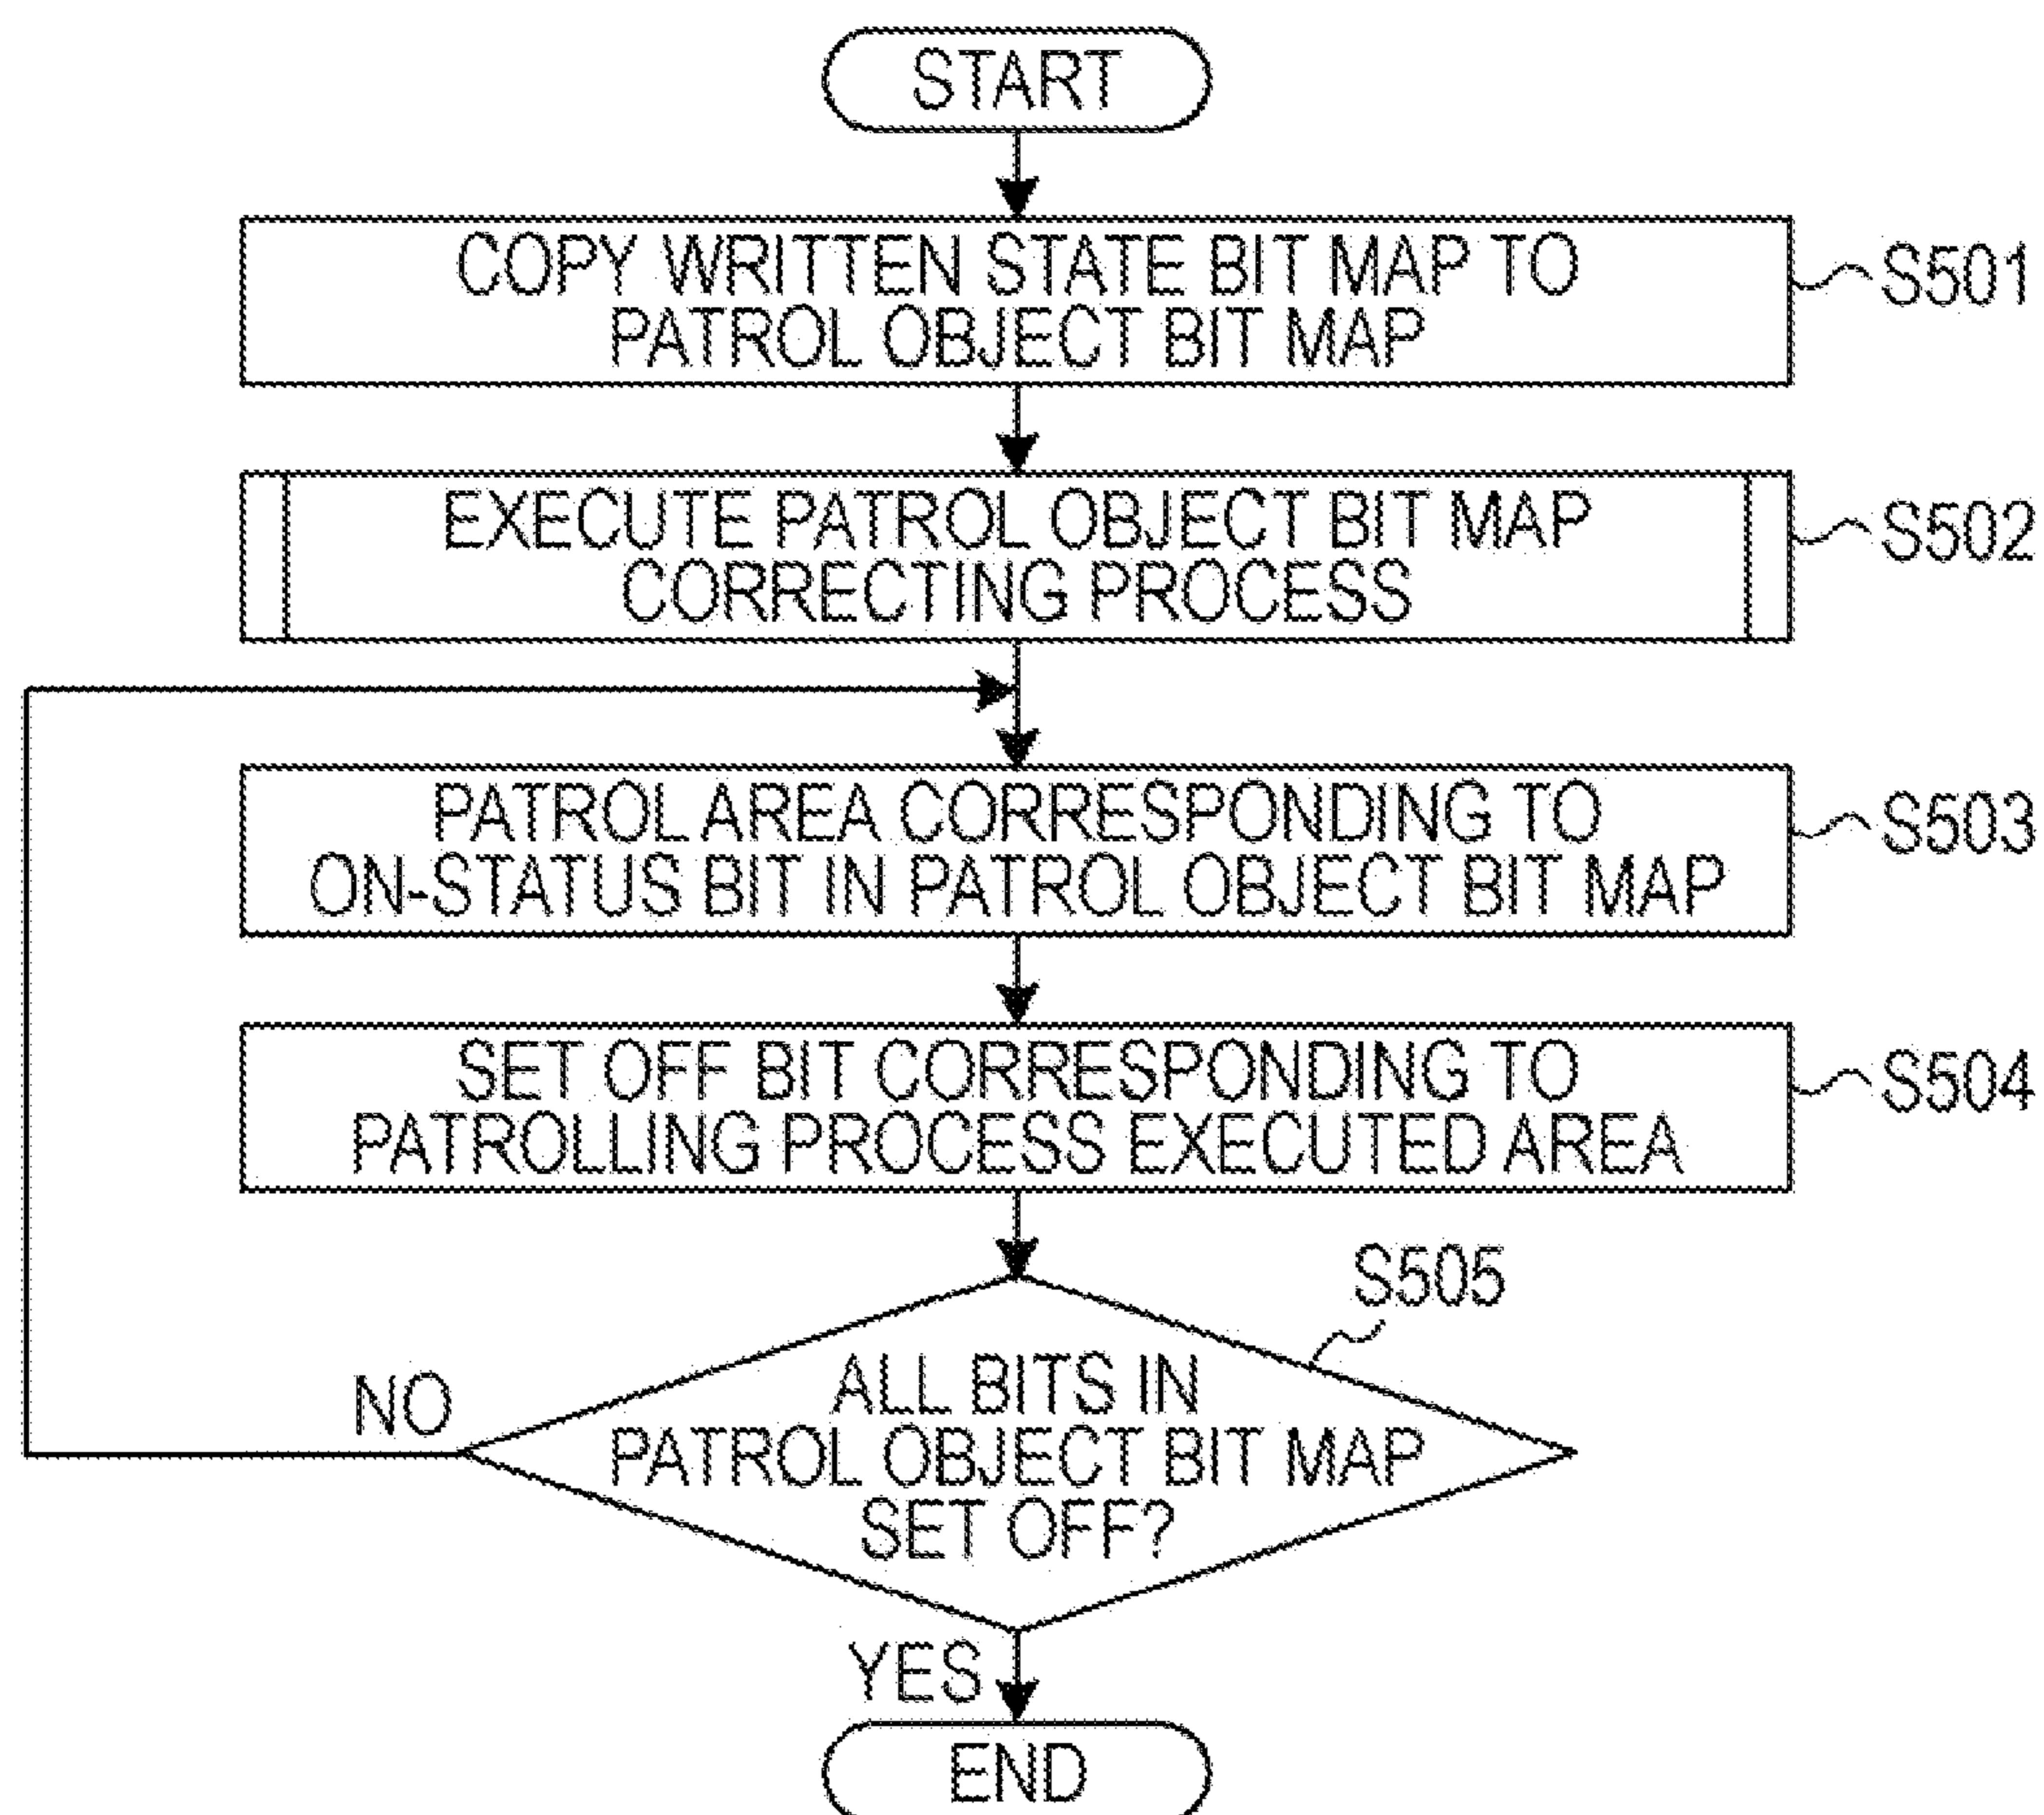 START
COPY WRITTEN STATE BIT MAP TO
PATROL OBJECT BIT MAP
S501
EXECUTE PATROL OBJECT BIT MAP
CORRECTING PROCESS
S502
PATROL AREA CORRESPONDING TO
ON-STATUS BIT IN PATROL OBJECT BIT MAP
S503
SET OFF BIT CORRESPONDING TO
PATROLLING PROCESS EXECUTED AREA
S504
S505
ALL BITS IN
PATROL OBJECT BIT MAP
SET OFF?
NO
YES
END